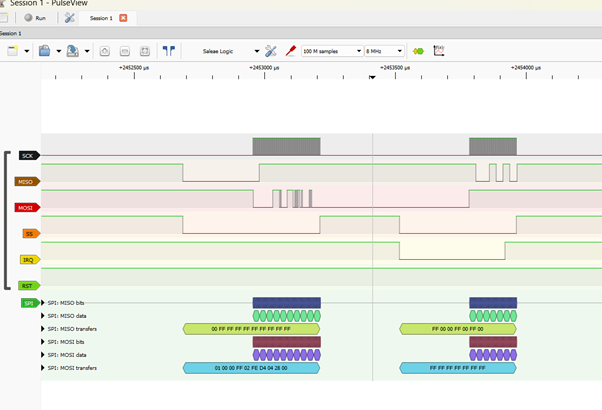 Session 1 - PulseView
Run
Session 1
Session 1
Saleae Logic
100 M samples
8 MHz
+2452500 µs
+2453000 µs
+2453500 µs
+2454000 µs
SCK
MISO
MOSI
SS
IRQ
RST
SPI
SPI: MISO bits
SPI: MISO data
SPI: MISO transfers
00 FF FF FF FF FF FF FF FF FF
SPI: MOSI bits
SPI: MOSI data
SPI: MOSI transfers
01 00 00 FF 02 FE D4 04 28 00
FF 00 00 FF 00 FF 00
FF FF FF FF FF FF FF